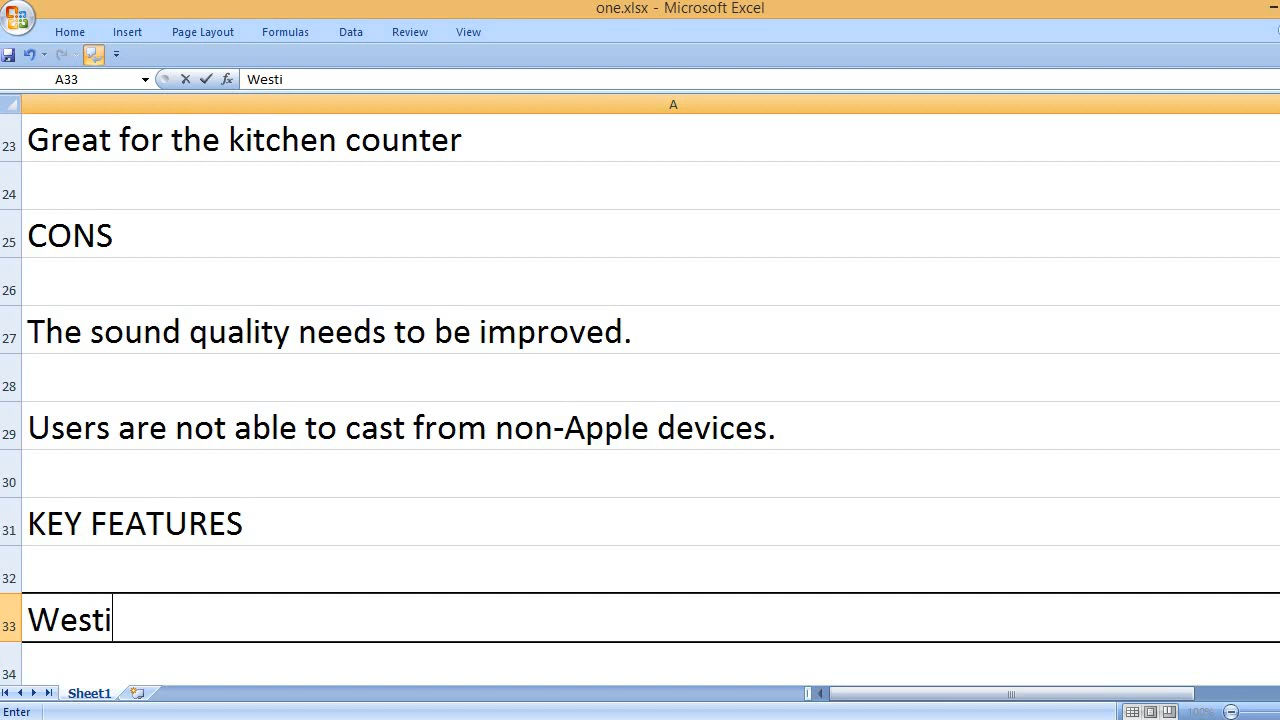 one.xlsx - Microsoft Excel
Home Insert Page Layout Formulas Data Review View
A33 fx Westi
A
23 Great for the kitchen counter
24
25 CONS
26
27 The sound quality needs to be improved.
28
29 Users are not able to cast from non-Apple devices.
30
31 KEY FEATURES
32
33 Westi
34
Sheet1
Enter 100%